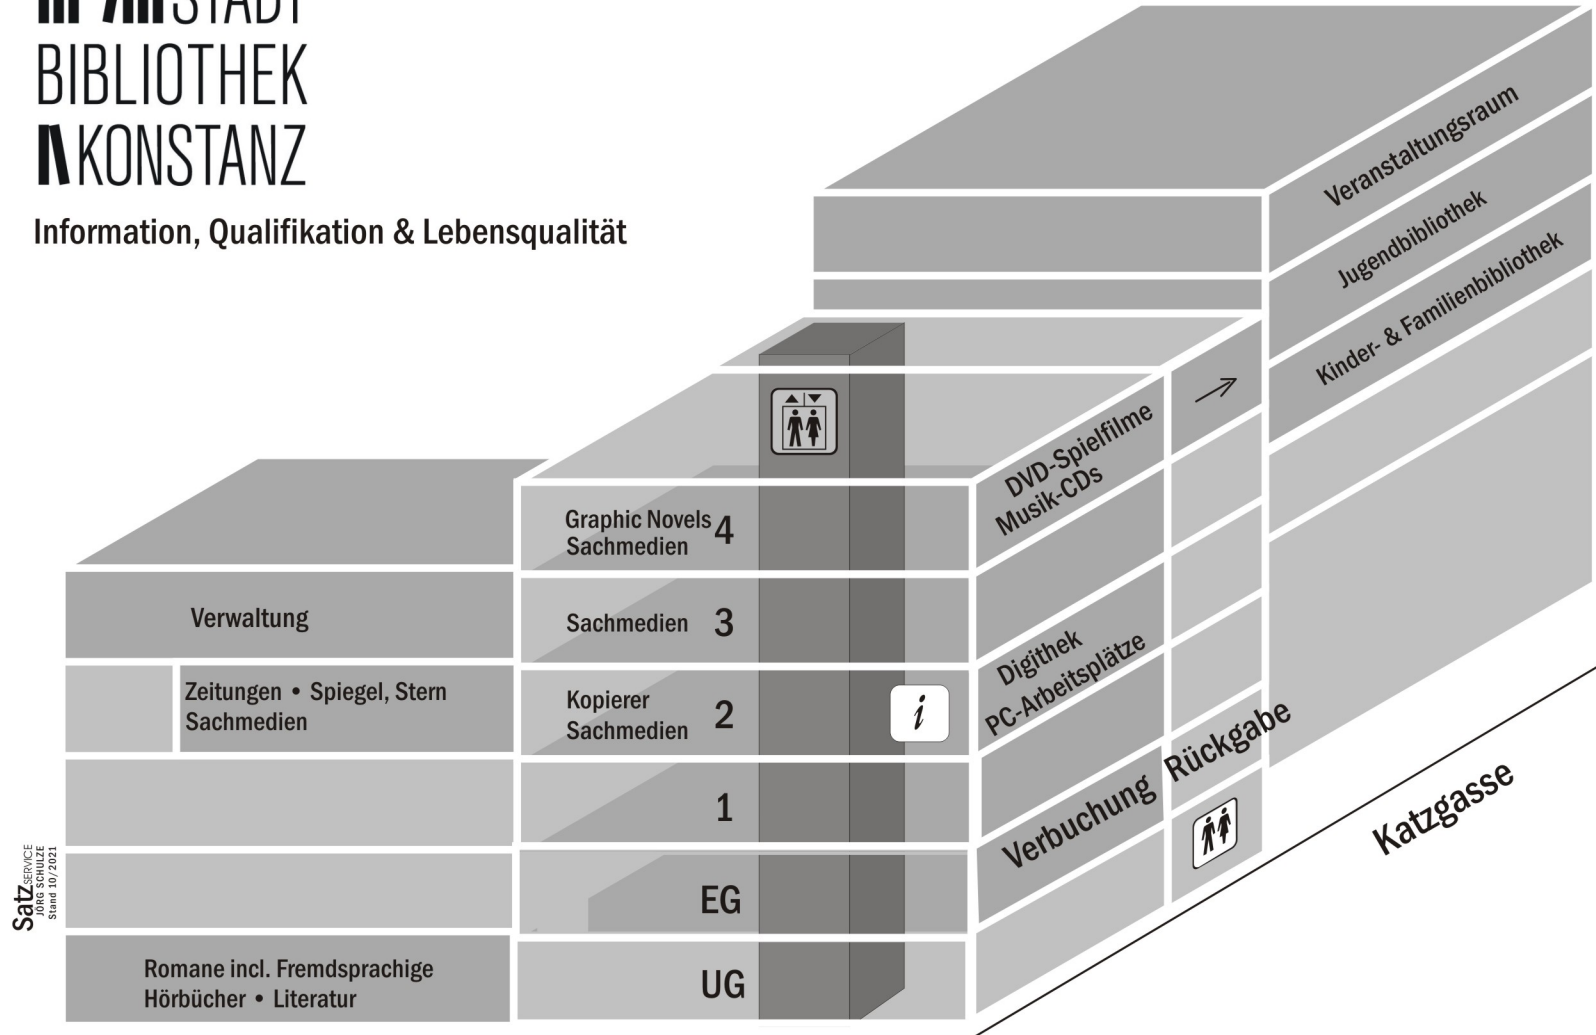 STADT
BIBLIOTHEK
KONSTANZ
Information, Qualifikation & Lebensqualität
Veranstaltungsraum
Jugendbibliothek
Kinder- & Familienbibliothek
DVD-Spielfilme
Musik-CDs
Graphic Novels
Sachmedien
4
Verwaltung
Sachmedien 3
Digithek
PC-Arbeitsplätze
Zeitungen • Spiegel, Stern
Sachmedien
Kopierer
Sachmedien
2
i
1
Verbuchung
Rückgabe
Katzgasse
EG
Romane incl. Fremdsprachige
Hörbücher • Literatur
UG
Satz SERVICE
JÖRG SCHULZE
Stand 10/2021